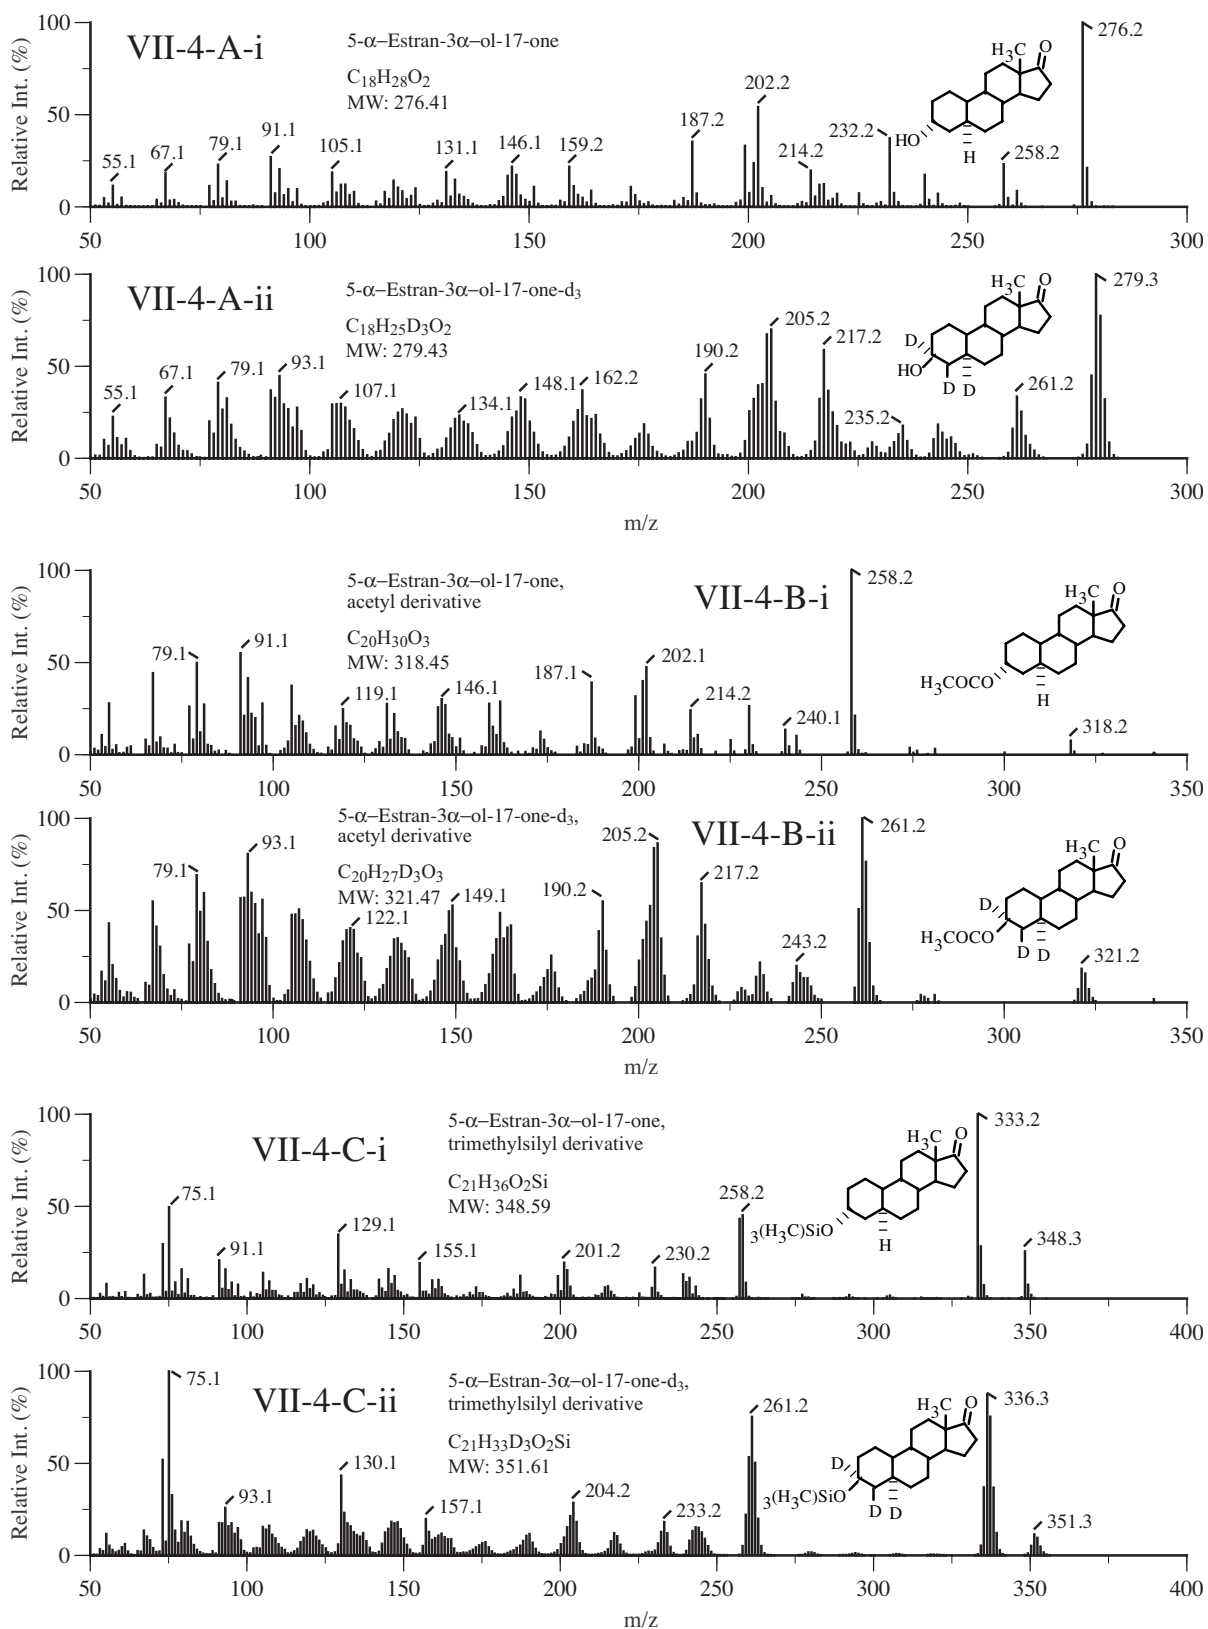 VII-4-A-i
5-α–Estran-3α–ol-17-one
C18H28O2
MW: 276.41
Relative Int. (%)
100
50
0
55.1
67.1
79.1
91.1
105.1
131.1
146.1
159.2
187.2
202.2
214.2
232.2
258.2
276.2
H3C
O
HO
H
50
100
150
200
250
300
VII-4-A-ii
5-α–Estran-3α–ol-17-one-d3
C18H25D3O2
MW: 279.43
Relative Int. (%)
100
50
0
55.1
67.1
79.1
93.1
107.1
134.1
148.1
162.2
190.2
205.2
217.2
235.2
261.2
279.3
H3C
O
D
HO
D
D
50
100
150
200
250
300
m/z
5-α–Estran-3α–ol-17-one,
acetyl derivative
VII-4-B-i
C20H30O3
MW: 318.45
Relative Int. (%)
100
50
0
79.1
91.1
119.1
146.1
187.1
202.1
214.2
240.1
258.2
318.2
H3C
O
H3COCO
H
50
100
150
200
250
300
350
5-α–Estran-3α–ol-17-one-d3,
acetyl derivative
VII-4-B-ii
C20H27D3O3
MW: 321.47
Relative Int. (%)
100
50
0
79.1
93.1
122.1
149.1
190.2
205.2
217.2
243.2
261.2
321.2
H3C
O
D
H3COCO
D
D
50
100
150
200
250
300
350
m/z
5-α–Estran-3α–ol-17-one,
trimethylsilyl derivative
VII-4-C-i
C21H36O2Si
MW: 348.59
Relative Int. (%)
100
50
0
75.1
91.1
129.1
155.1
201.2
230.2
258.2
333.2
348.3
H3C
O
3(H3C)SiO
H
50
100
150
200
250
300
350
400
5-α–Estran-3α–ol-17-one-d3,
trimethylsilyl derivative
VII-4-C-ii
C21H33D3O2Si
MW: 351.61
Relative Int. (%)
100
50
0
75.1
93.1
130.1
157.1
204.2
233.2
261.2
336.3
351.3
H3C
O
D
3(H3C)SiO
D
D
50
100
150
200
250
300
350
400
m/z